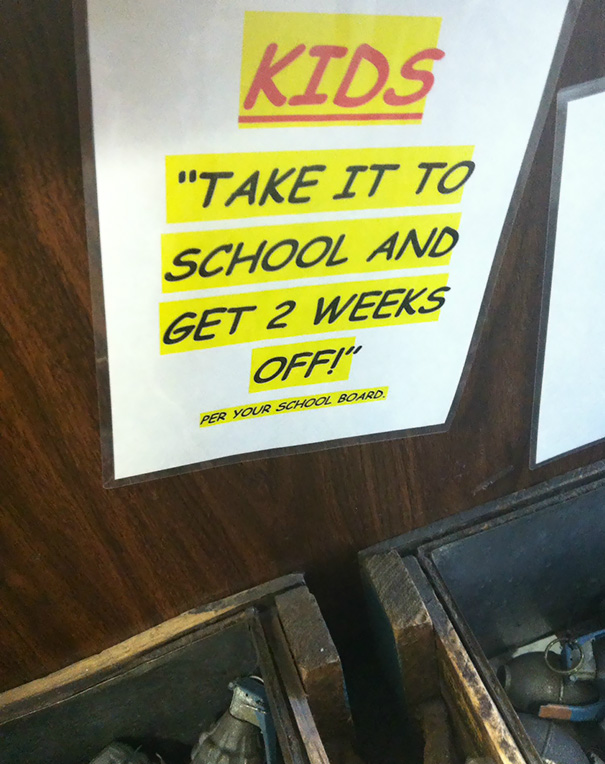 KIDS
"TAKE IT TO
SCHOOL AND
GET 2 WEEKS
OFF!"
PER YOUR SCHOOL BOARD.